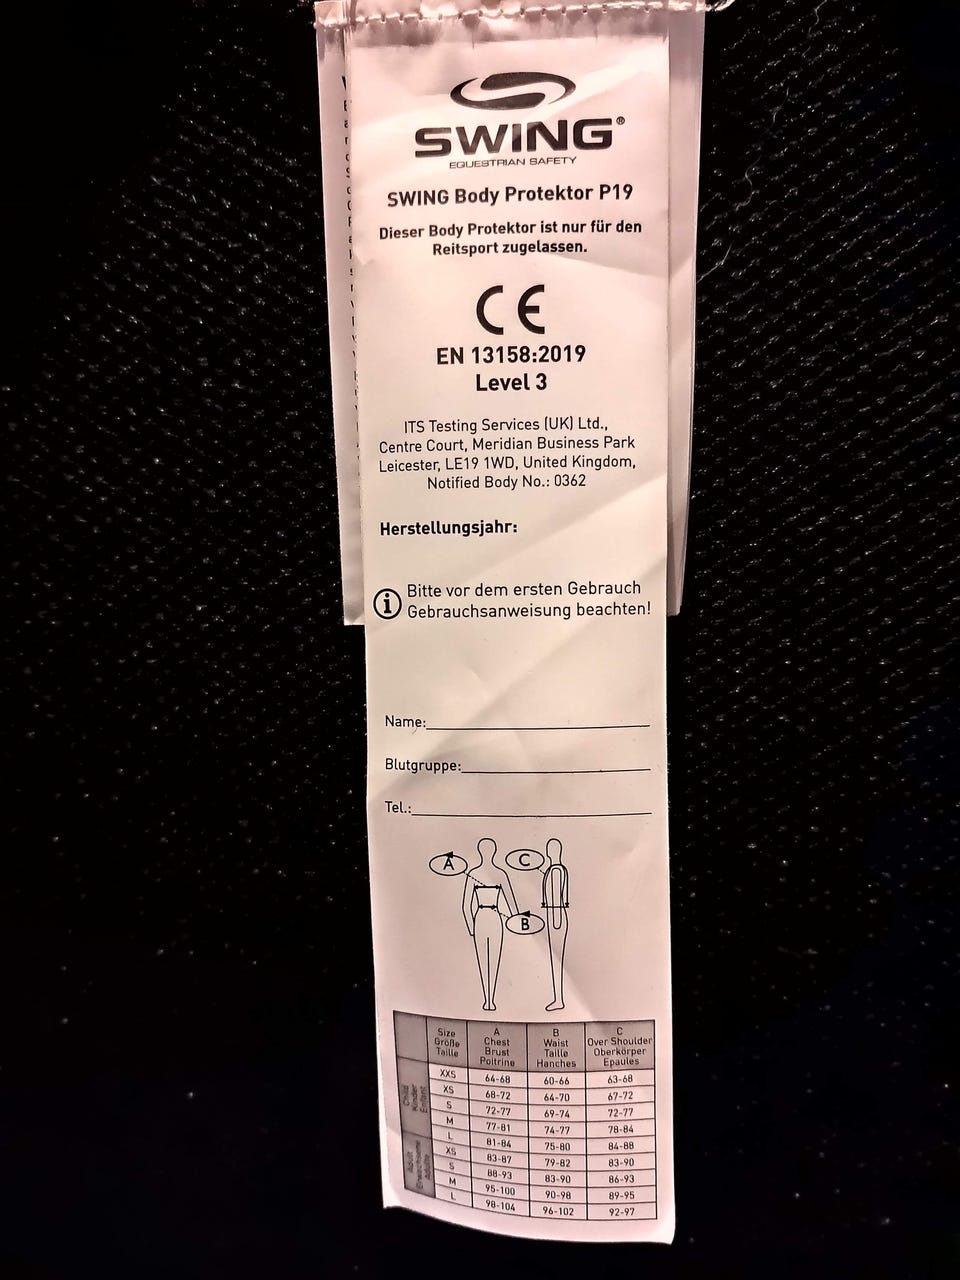 SWING®
EQUESTRIAN SAFETY
SWING Body Protektor P19
Dieser Body Protektor ist nur für den
Reitsport zugelassen.
CE
EN 13158:2019
Level 3
ITS Testing Services (UK) Ltd.,
Centre Court, Meridian Business Park
Leicester, LE19 1WD, United Kingdom,
Notified Body No.: 0362
Herstellungsjahr:
i Bitte vor dem ersten Gebrauch
Gebrauchsanweisung beachten!
Name:
Blutgruppe:
Tel.:
A C
B
Size Größe Taille | A Chest Brust Poitrine | B Waist Taille Hanches | C Over Shoulder Oberkörper Epaules
Child Kinder Enfant
XXS 64-68 60-66 63-68
XS 68-72 64-70 67-72
S 72-77 69-74 72-77
M 77-81 74-77 78-84
L 81-84 75-80 84-88
Adult Erwachsene Adulte
XS 83-87 79-82 83-90
S 88-93 83-90 86-93
M 95-100 90-98 89-95
L 98-104 96-102 92-97